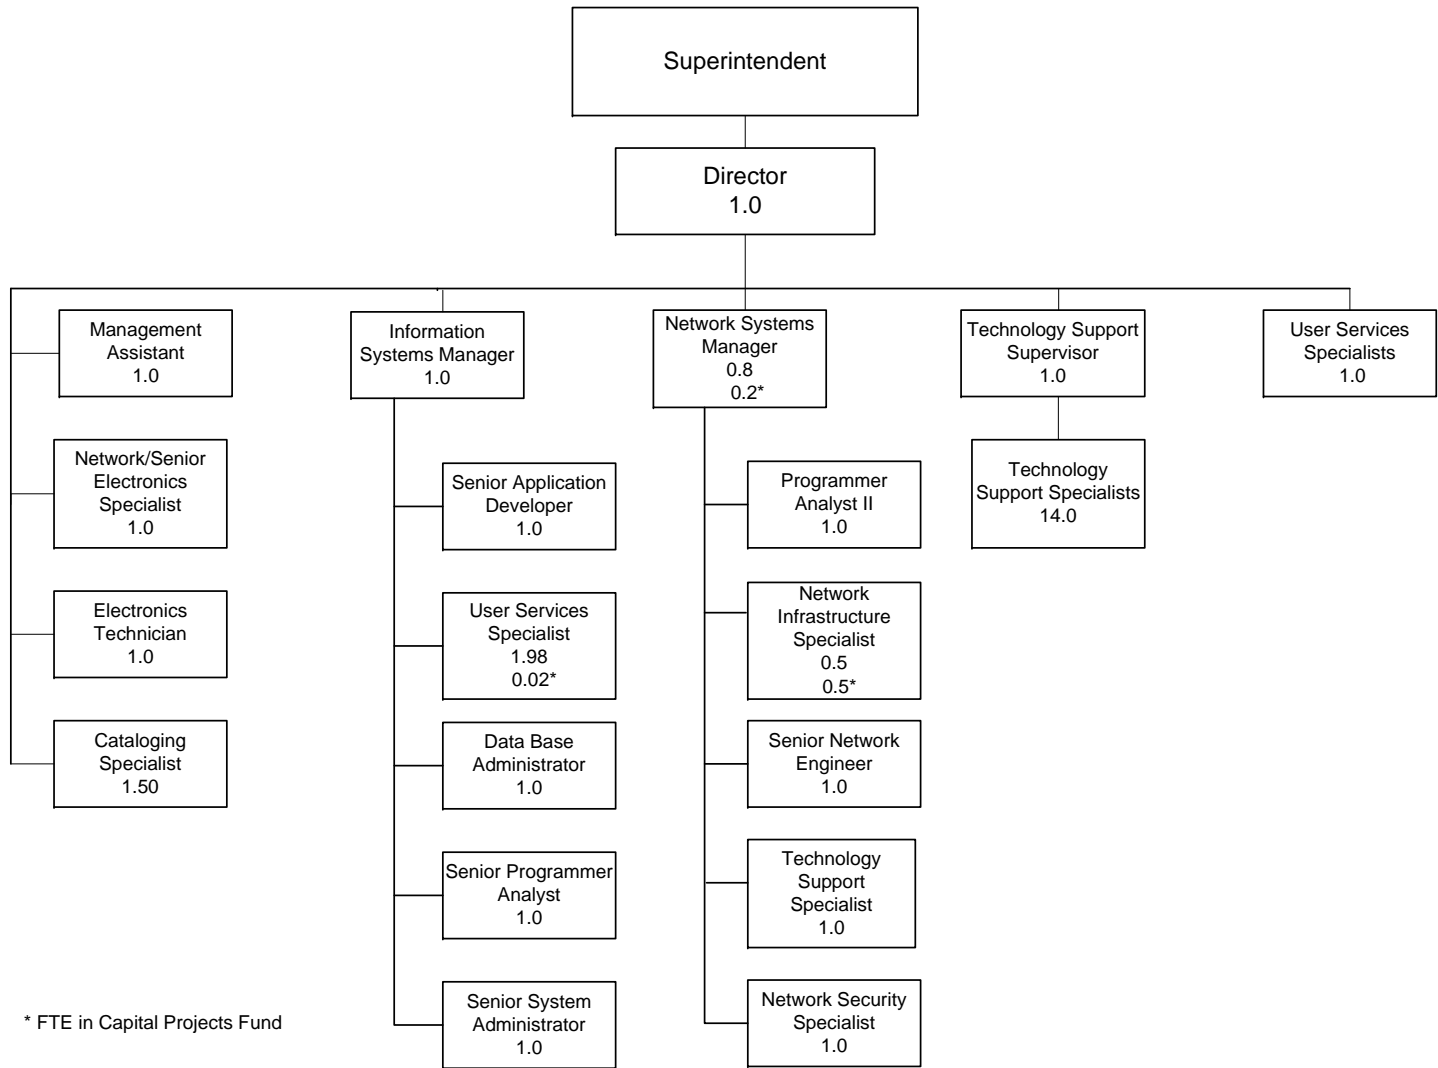 Superintendent
Director
1.0
Management
Assistant
1.0
Network/Senior
Electronics
Specialist
1.0
Electronics
Technician
1.0
Cataloging
Specialist
1.50
Information
Systems Manager
1.0
Senior Application
Developer
1.0
User Services
Specialist
1.98
0.02*
Data Base
Administrator
1.0
Senior Programmer
Analyst
1.0
Senior System
Administrator
1.0
Network Systems
Manager
0.8
0.2*
Programmer
Analyst II
1.0
Network
Infrastructure
Specialist
0.5
0.5*
Senior Network
Engineer
1.0
Technology
Support
Specialist
1.0
Network Security
Specialist
1.0
Technology Support
Supervisor
1.0
Technology
Support Specialists
14.0
User Services
Specialists
1.0
* FTE in Capital Projects Fund